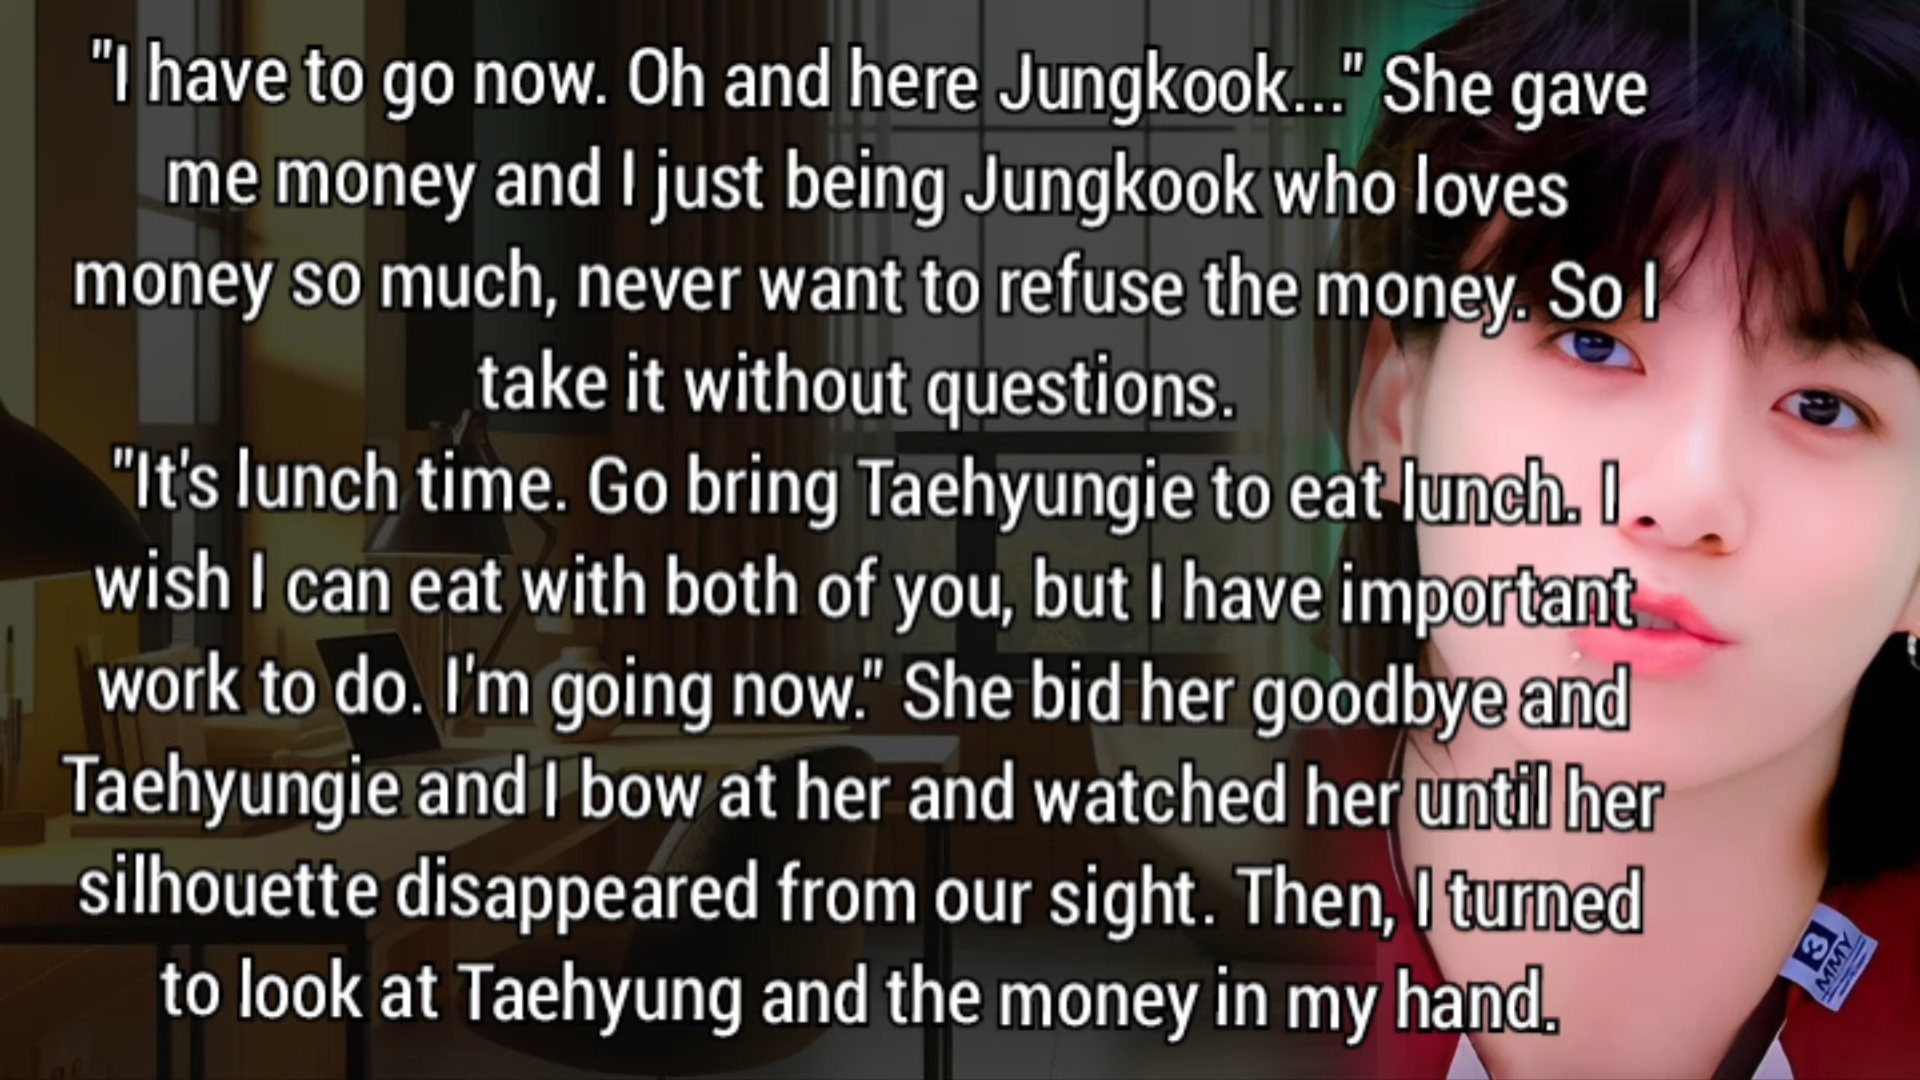 "I have to go now. Oh and here Jungkook..." She gave
me money and I just being Jungkook who loves
money so much, never want to refuse the money. So I
take it without questions.
"It's lunch time. Go bring Taehyungie to eat lunch. I
wish I can eat with both of you, but I have important
work to do. I'm going now." She bid her goodbye and
Taehyungie and I bow at her and watched her until her
silhouette disappeared from our sight. Then, I turned
to look at Taehyung and the money in my hand.
3
MMY